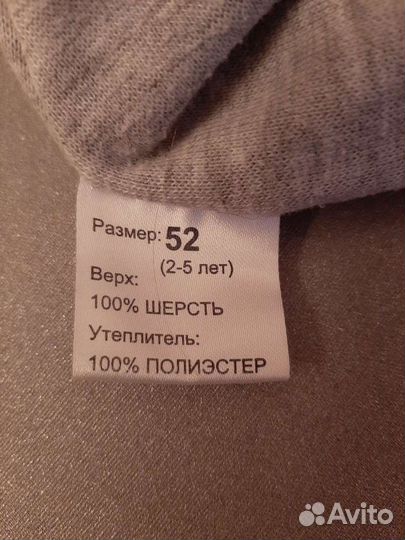 Размер: 52
(2-5 лет)
Верх:
100% ШЕРСТЬ
Утеплитель:
100% ПОЛИЭСТЕР
Avito